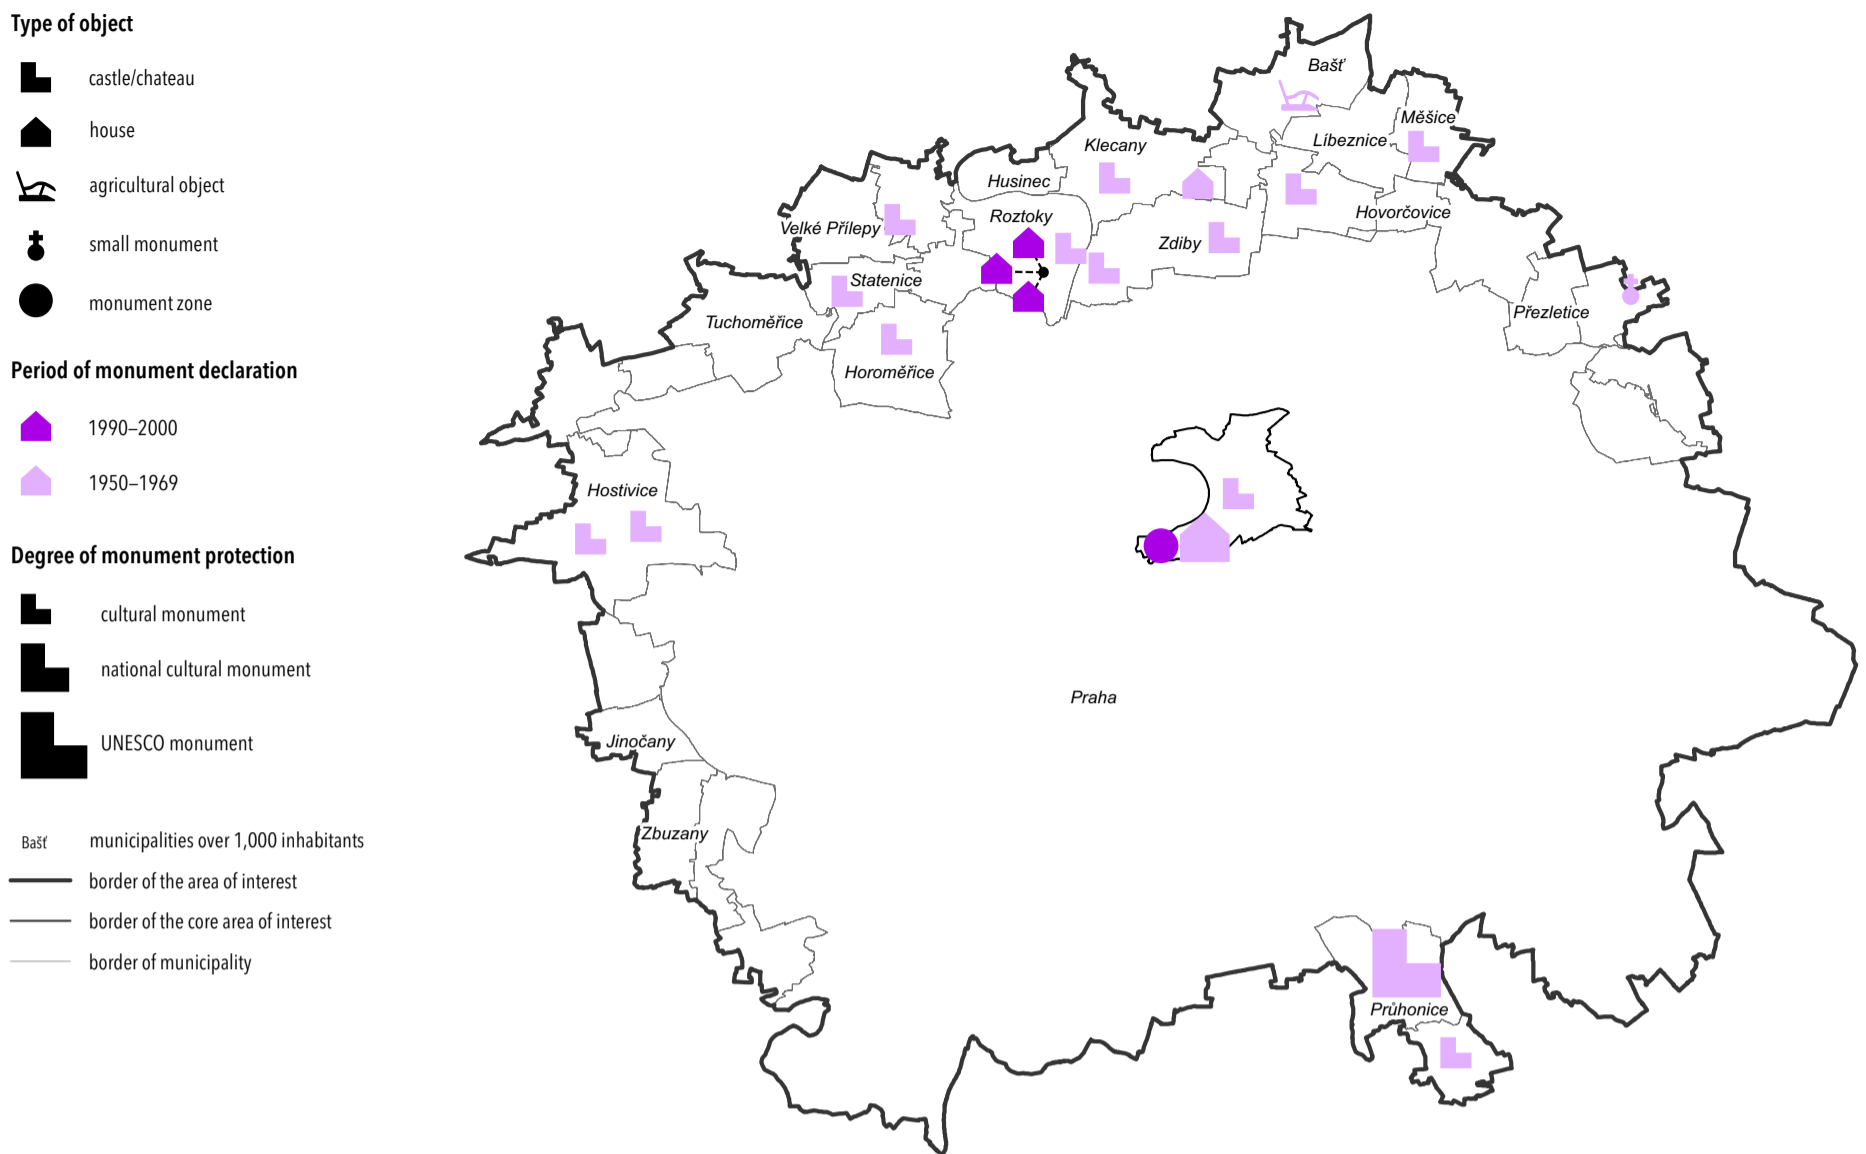 Type of object
castle/chateau
house
agricultural object
small monument
monument zone
Period of monument declaration
1990–2000
1950–1969
Degree of monument protection
cultural monument
national cultural monument
UNESCO monument
Bašť municipalities over 1,000 inhabitants
border of the area of interest
border of the core area of interest
border of municipality
Bašť
Měšice
Líbeznice
Klecany
Husinec
Hovorčovice
Roztoky
Velké Přílepy
Zdiby
Statenice
Přezletice
Tuchoměřice
Horoměřice
Hostivice
Praha
Jinočany
Zbuzany
Průhonice